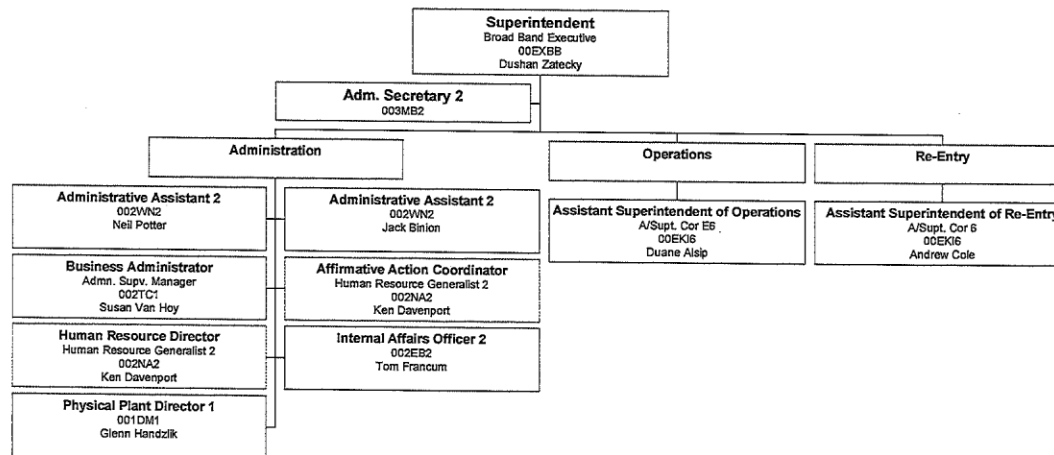 Superintendent
Broad Band Executive
00EXBB
Dushan Zatecky
Adm. Secretary 2
003MB2
Administration
Operations
Re-Entry
Administrative Assistant 2
002WN2
Neil Potter
Administrative Assistant 2
002WN2
Jack Binion
Assistant Superintendent of Operations
A/Supt. Cor E6
00EKI6
Duane Alsip
Assistant Superintendent of Re-Entry
A/Supt. Cor 6
00EKI6
Andrew Cole
Business Administrator
Admn. Supv. Manager
002TC1
Susan Van Hoy
Affirmative Action Coordinator
Human Resource Generalist 2
002NA2
Ken Davenport
Human Resource Director
Human Resource Generalist 2
002NA2
Ken Davenport
Internal Affairs Officer 2
002EB2
Tom Francum
Physical Plant Director 1
001DM1
Glenn Handzlik